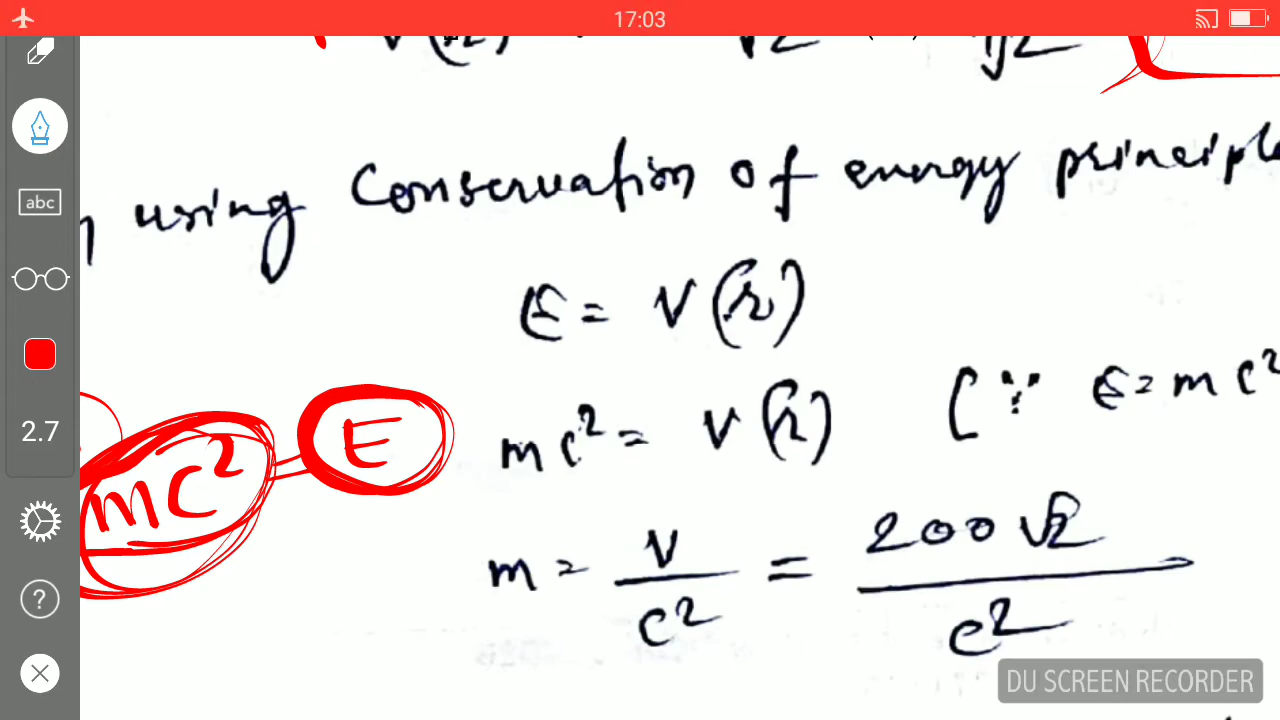 17:03
using Conservation of energy principle
abc
E = V(r)
[∵ E = mc²
2.7
mc² = V(r)
mc² = E
m = V/c² = 200√2/c²
?
DU SCREEN RECORDER